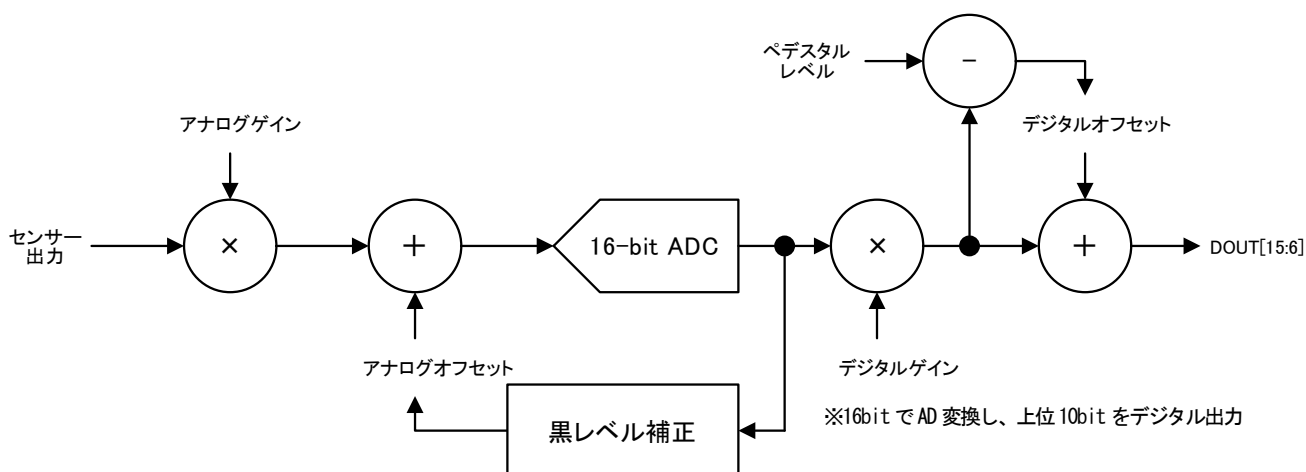 ペデスタル
レベル
-
アナログゲイン
デジタルオフセット
センサー
出力
×
+
16-bit ADC
×
+
DOUT[15:6]
アナログオフセット
デジタルゲイン
黒レベル補正
※16bitでAD変換し、上位10bitをデジタル出力